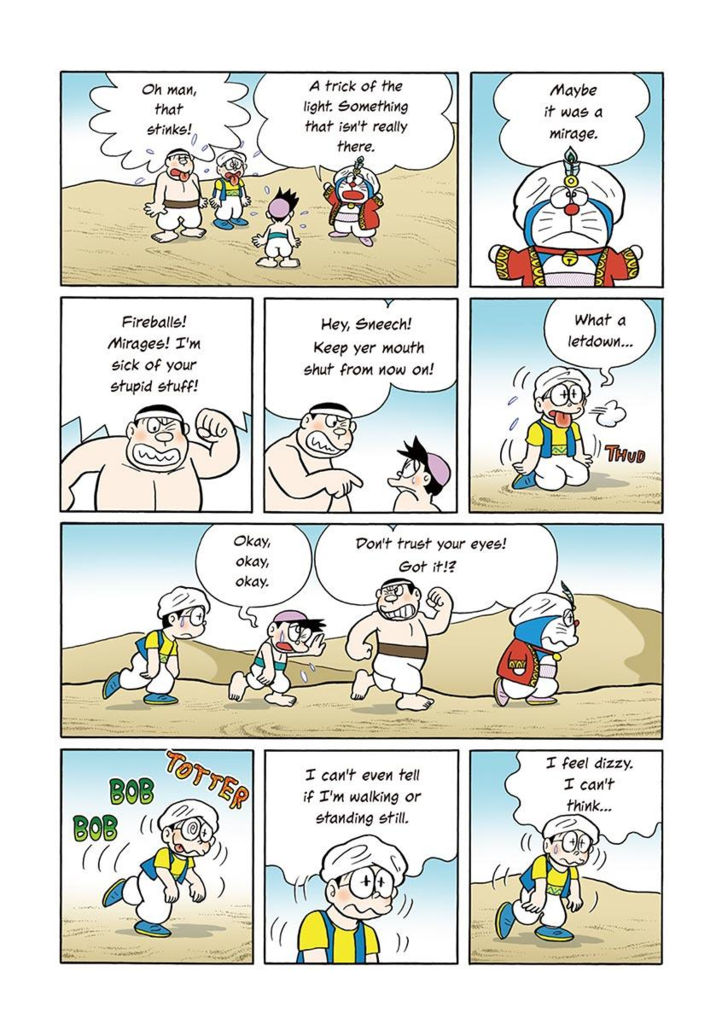 Oh man,
that
stinks!
A trick of the
light. Something
that isn't really
there.
Maybe
it was a
mirage.
Fireballs!
Mirages! I'm
sick of your
stupid stuff!
Hey, Sneech!
Keep yer mouth
shut from now on!
What a
letdown...
THUD
Okay,
okay,
okay.
Don't trust your eyes!
Got it!?
BOB
BOB
TOTTER
I can't even tell
if I'm walking or
standing still.
I feel dizzy.
I can't
think...